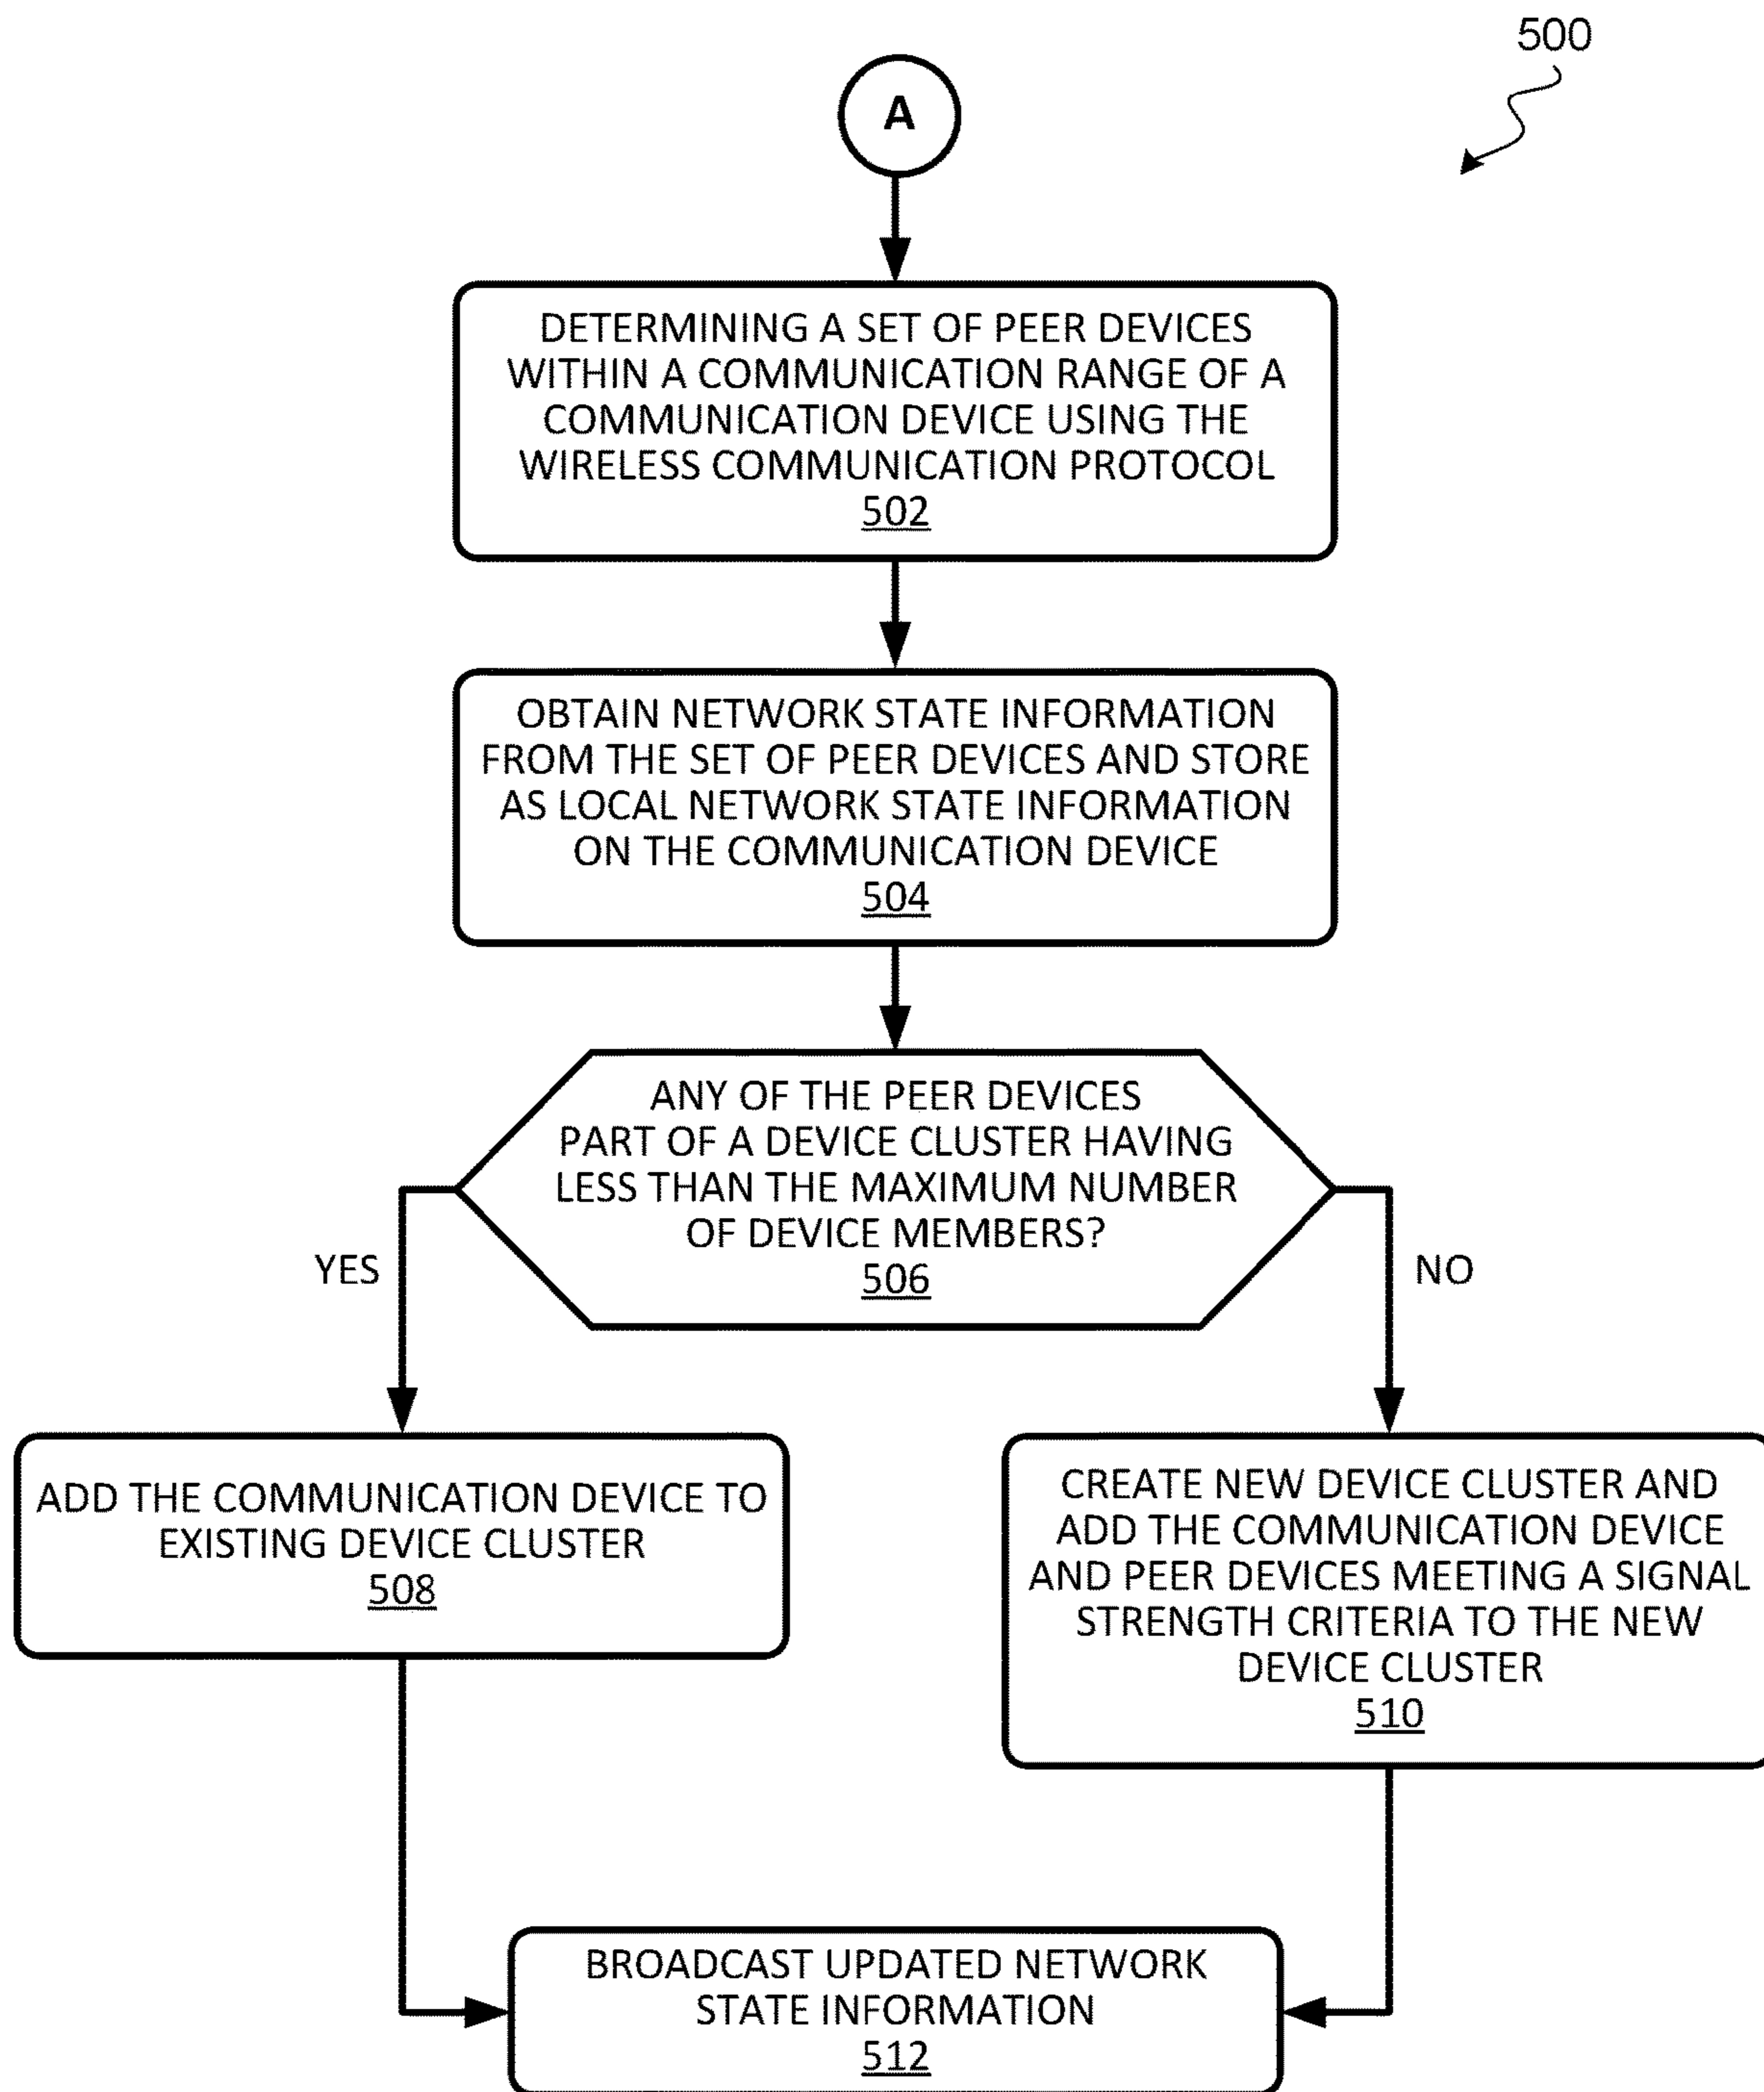 500
A
DETERMINING A SET OF PEER DEVICES
WITHIN A COMMUNICATION RANGE OF A
COMMUNICATION DEVICE USING THE
WIRELESS COMMUNICATION PROTOCOL
502
OBTAIN NETWORK STATE INFORMATION
FROM THE SET OF PEER DEVICES AND STORE
AS LOCAL NETWORK STATE INFORMATION
ON THE COMMUNICATION DEVICE
504
ANY OF THE PEER DEVICES
PART OF A DEVICE CLUSTER HAVING
LESS THAN THE MAXIMUM NUMBER
OF DEVICE MEMBERS?
506
YES
NO
ADD THE COMMUNICATION DEVICE TO
EXISTING DEVICE CLUSTER
508
CREATE NEW DEVICE CLUSTER AND
ADD THE COMMUNICATION DEVICE
AND PEER DEVICES MEETING A SIGNAL
STRENGTH CRITERIA TO THE NEW
DEVICE CLUSTER
510
BROADCAST UPDATED NETWORK
STATE INFORMATION
512